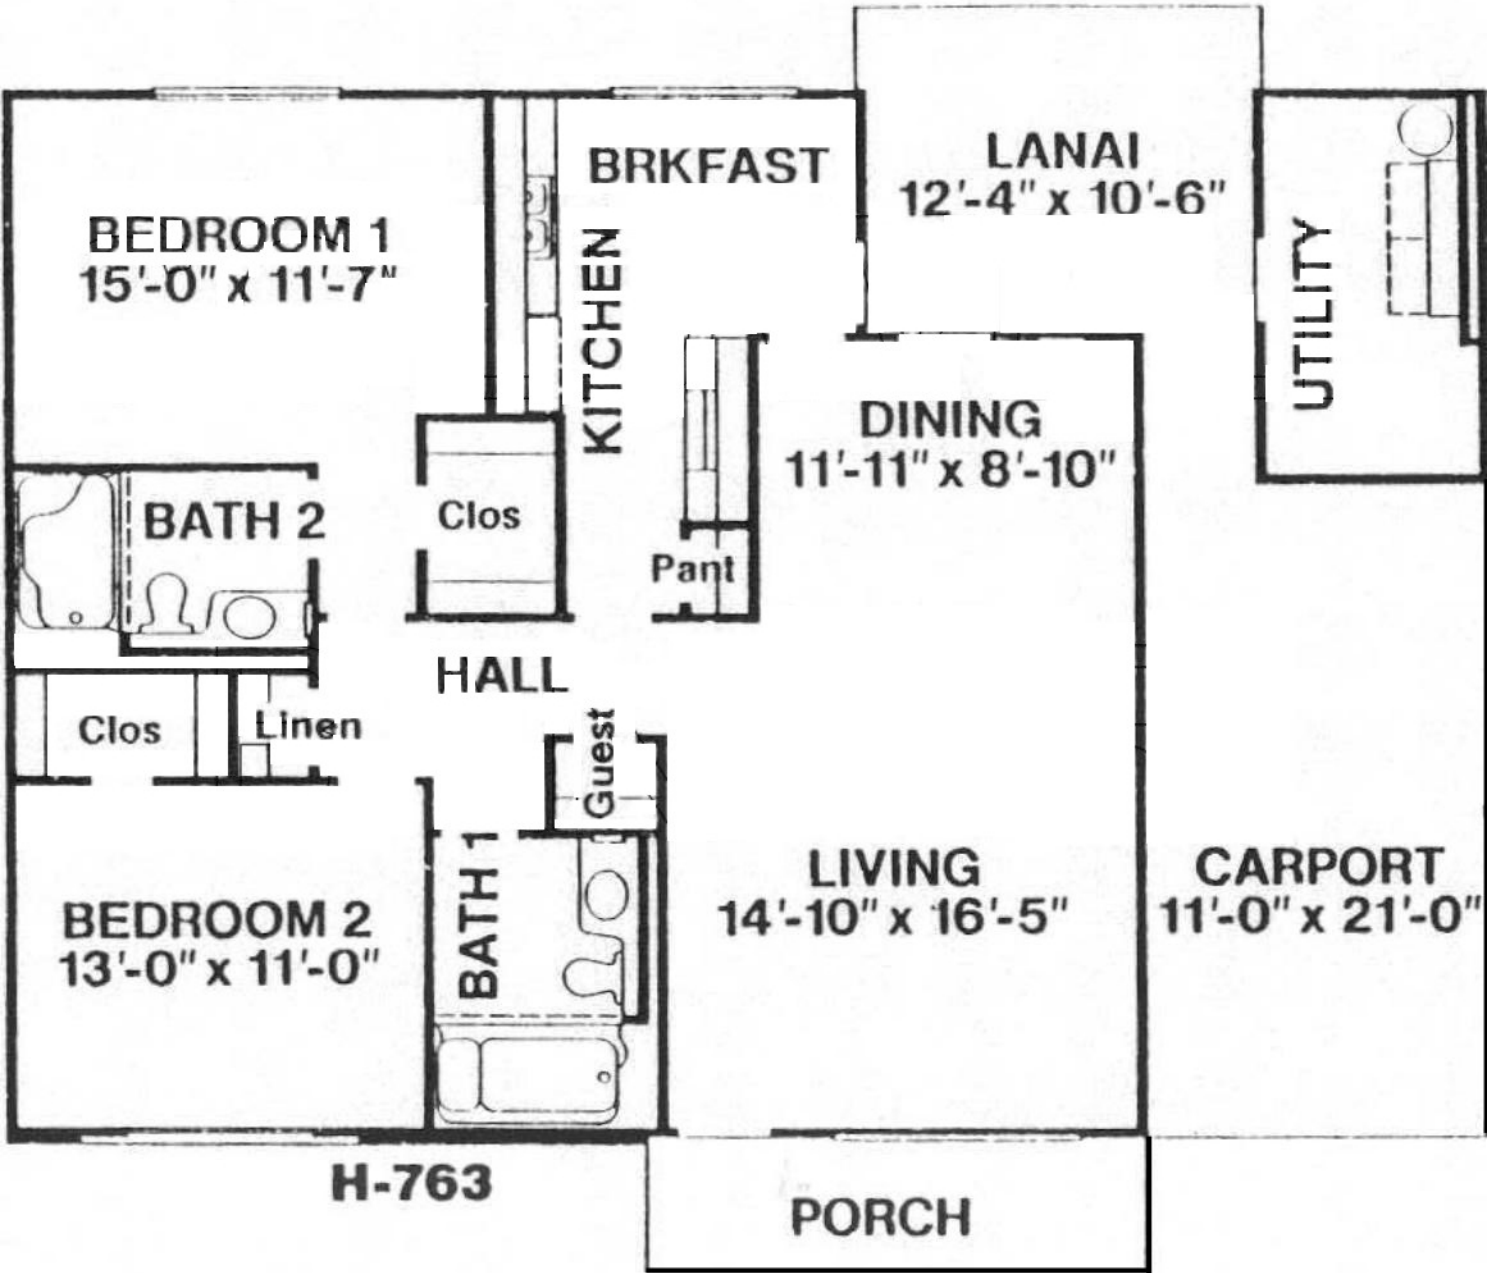 LANAI
12'-4" x 10'-6"
BRKFAST
BEDROOM 1
15'-0" x 11'-7"
KITCHEN
UTILITY
DINING
11'-11" x 8'-10"
BATH 2
Clos
Pant
HALL
Clos
Linen
Guest
LIVING
14'-10" x 16'-5"
CARPORT
11'-0" x 21'-0"
BEDROOM 2
13'-0" x 11'-0"
BATH 1
H-763
PORCH